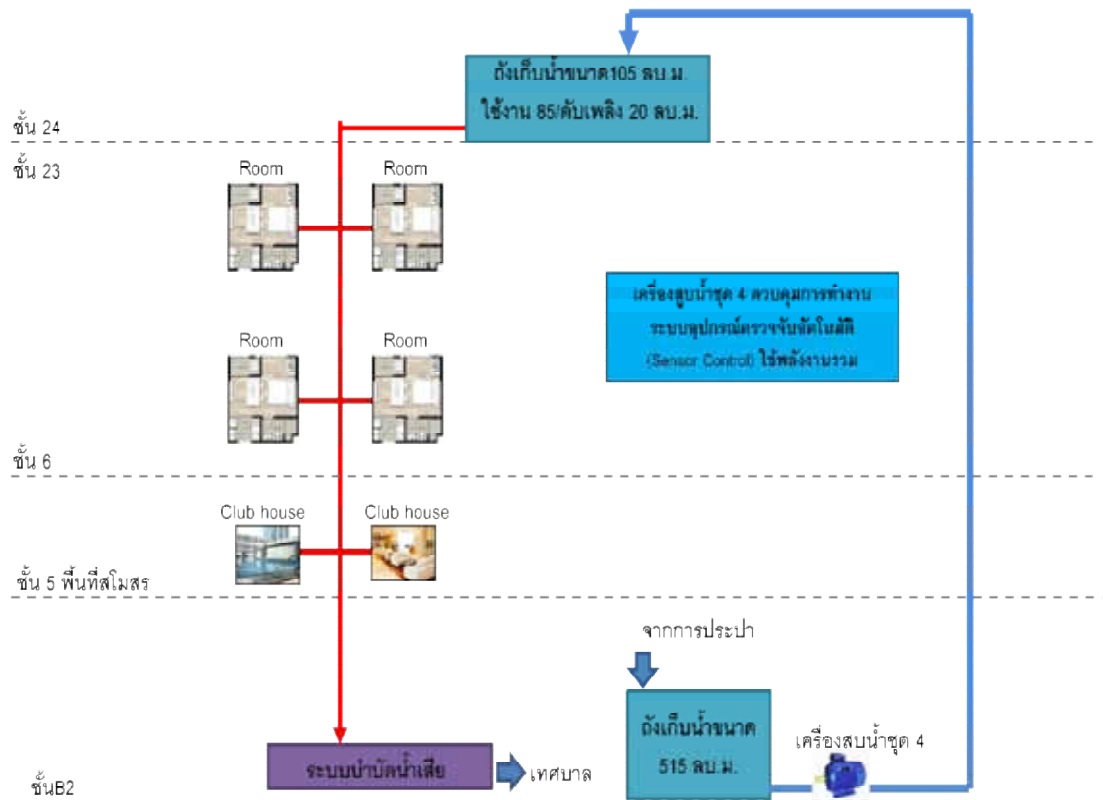 ถังเก็บน้ำขนาด105 ลบ.ม.
ใช้งาน 85/ดับเพลิง 20 ลบ.ม.
ชั้น 24
ชั้น 23
Room
Room
เครื่องสูบน้ำชุด 4 ควบคุมการทำงาน
ระบบอุปกรณ์ตรวจจับอัตโนมัติ
(Sensor Control) ใช้พลังงานรวม
Room
Room
ชั้น 6
Club house
Club house
ชั้น 5 พื้นที่สโมสร
จากการประปา
ถังเก็บน้ำขนาด
515 ลบ.ม.
เครื่องสูบน้ำชุด 4
ระบบบำบัดน้ำเสีย
เทศบาล
ชั้นB2